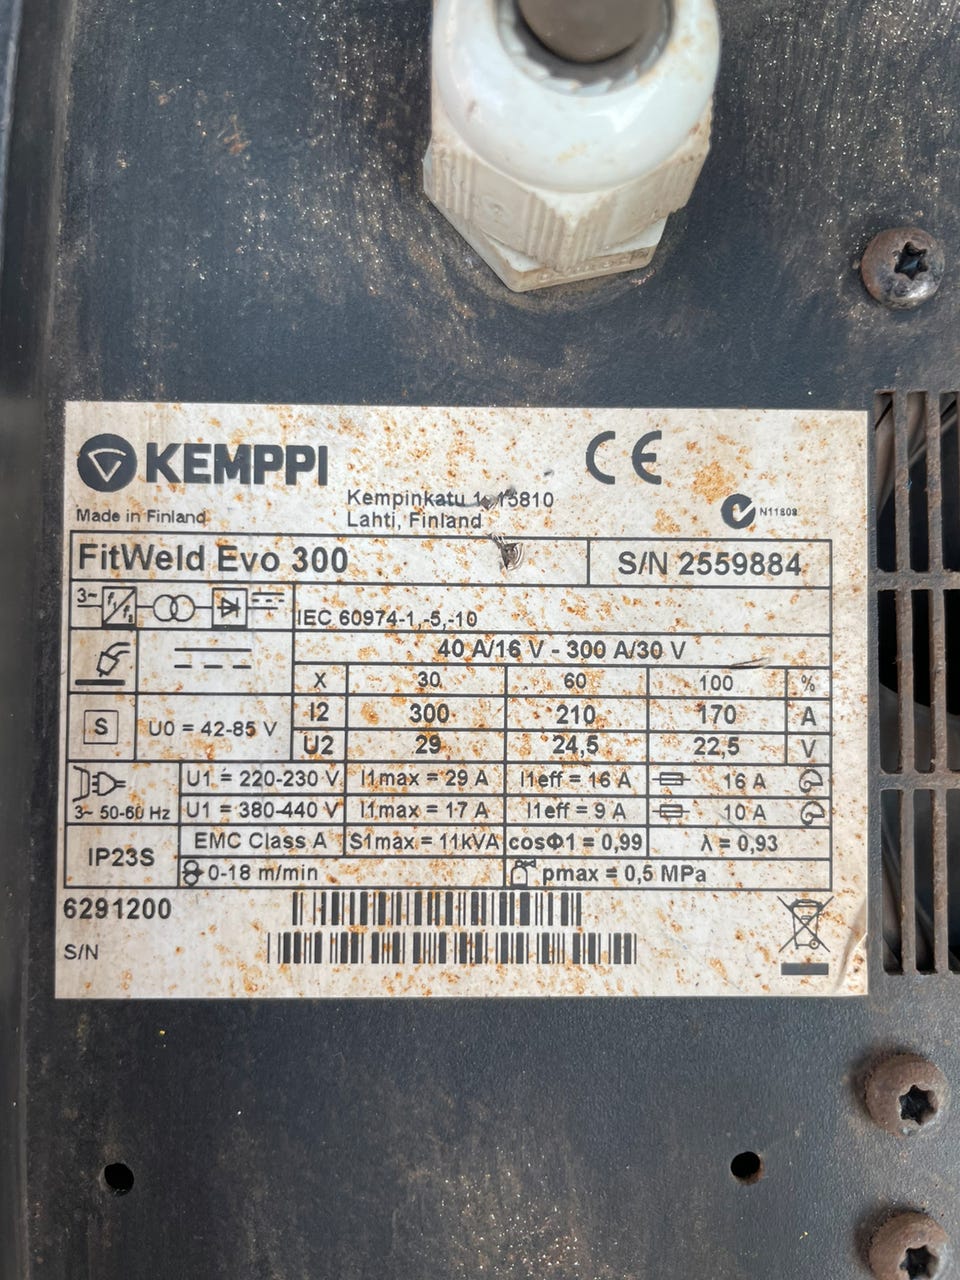 KEMPPI
CE
Made in Finland
Kempinkatu 1, 15810
Lahti, Finland
N11808
FitWeld Evo 300
S/N 2559884
3~ f1/f2
IEC 60974-1,-5,-10
40 A/16 V - 300 A/30 V
X 30 60 100 %
S
U0 = 42-85 V
I2 300 210 170 A
U2 29 24,5 22,5 V
3~ 50-60 Hz
U1 = 220-230 V I1max = 29 A I1eff = 16 A 16 A
U1 = 380-440 V I1max = 17 A I1eff = 9 A 10 A
IP23S
EMC Class A S1max = 11kVA cosΦ1 = 0,99 λ = 0,93
0-18 m/min pmax = 0,5 MPa
6291200
S/N